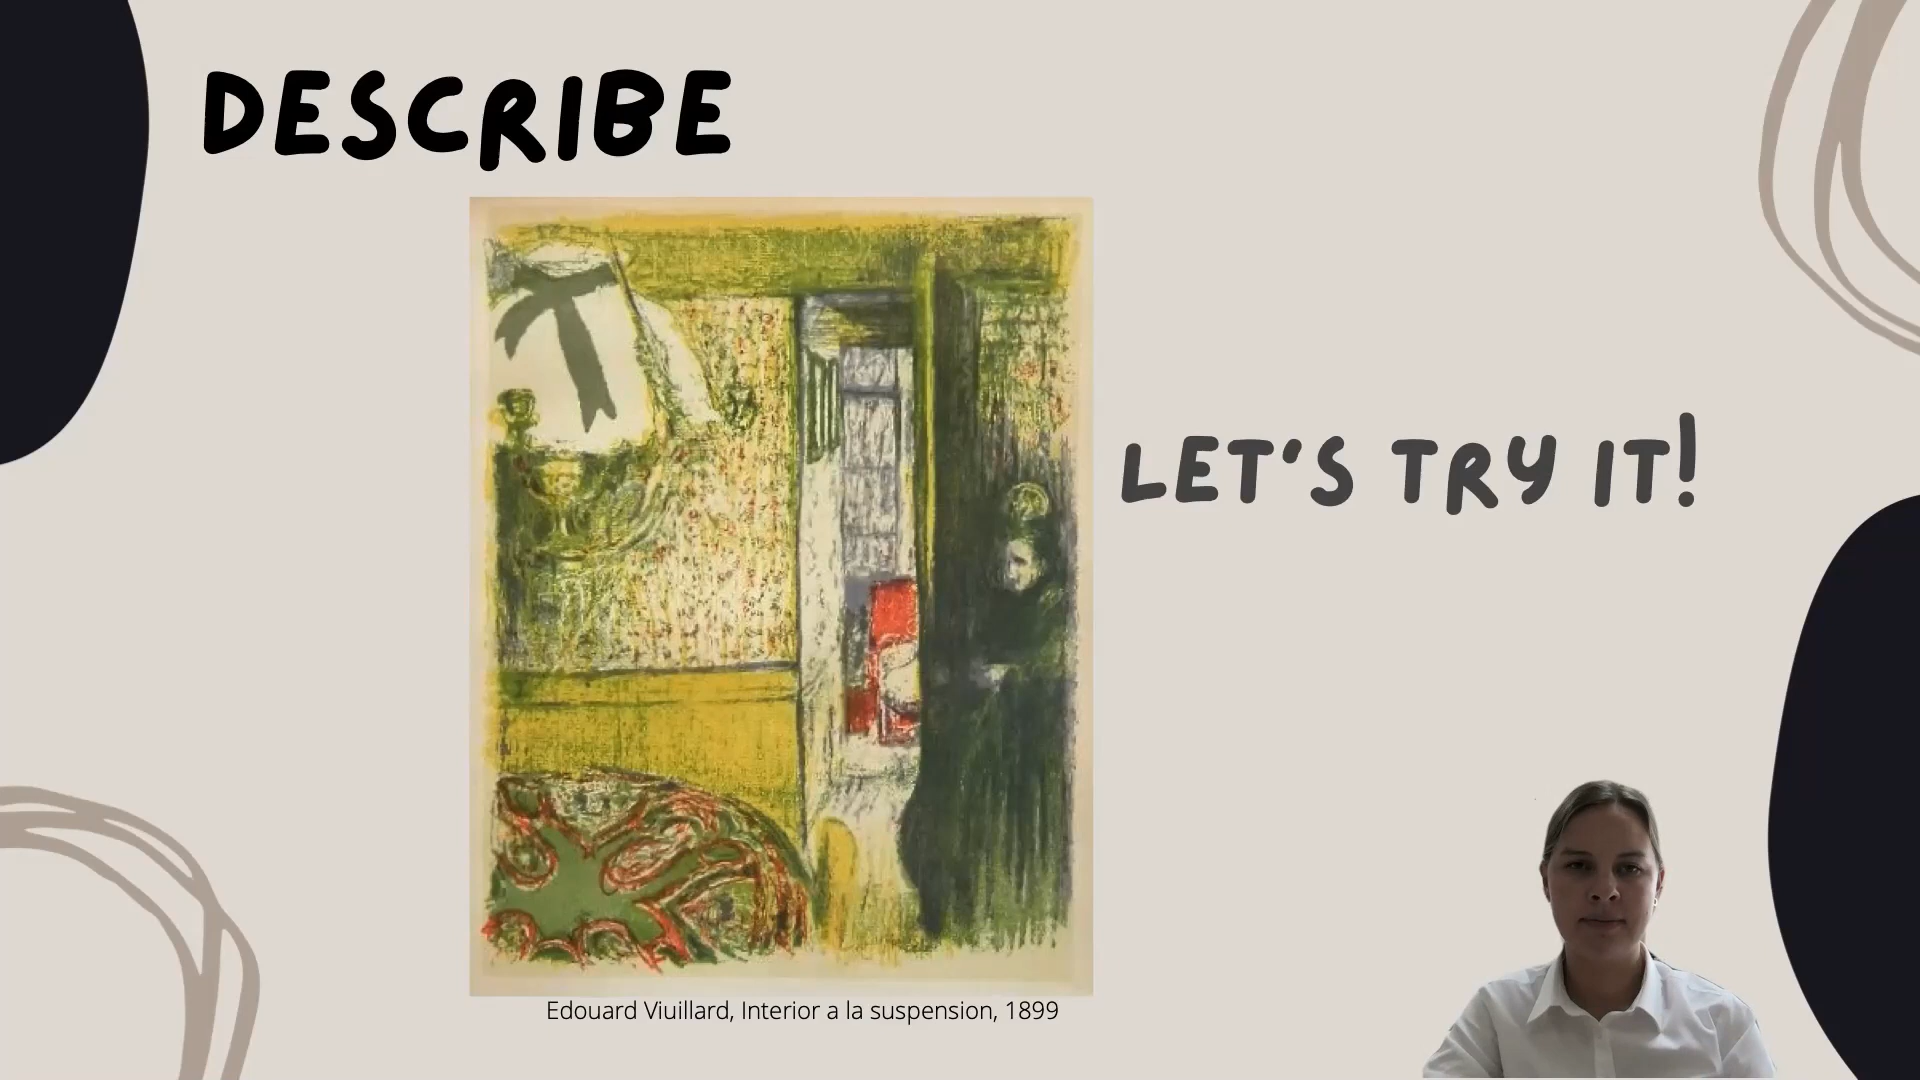 DESCRIBE
LET'S TRY IT!
Edouard Viuillard, Interior a la suspension, 1899